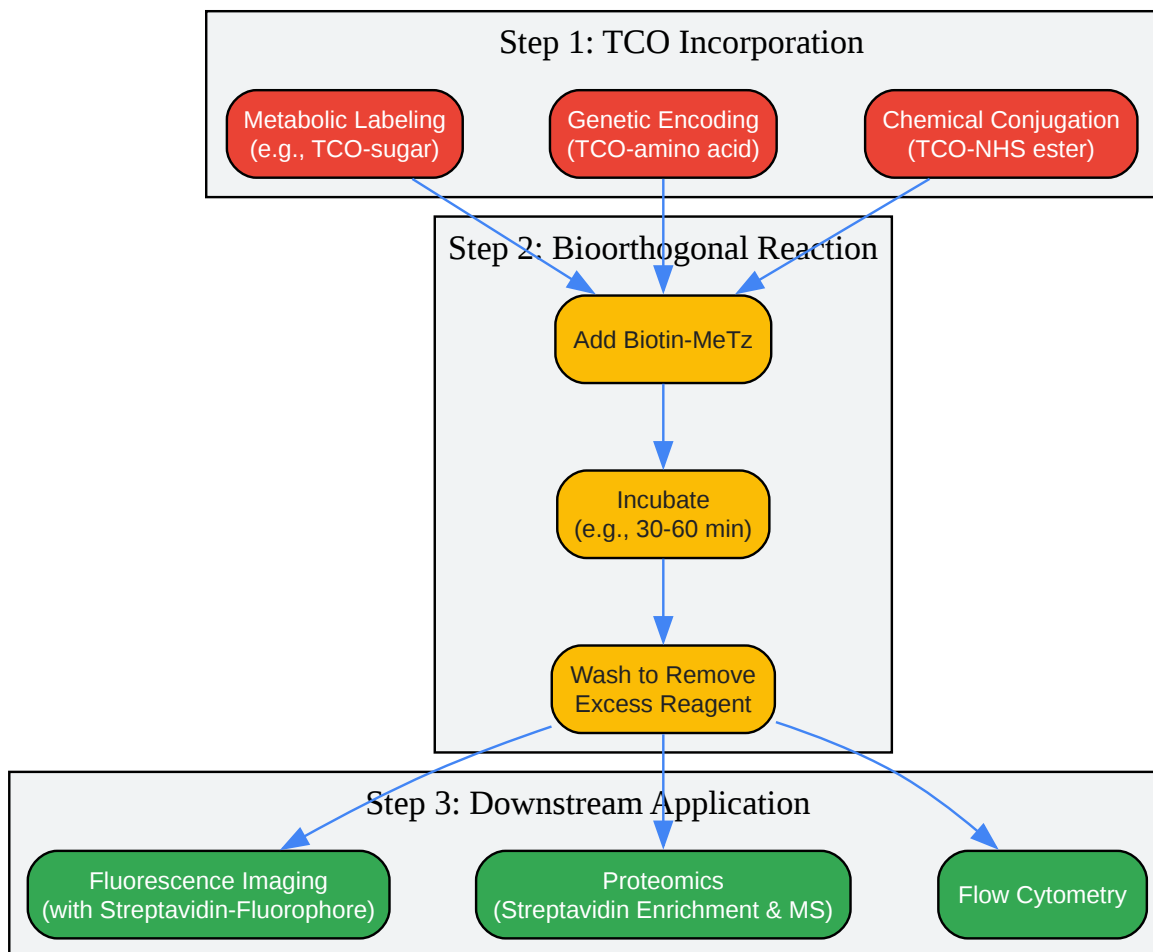 Step 1: TCO Incorporation
Metabolic Labeling
(e.g., TCO-sugar)
Genetic Encoding
(TCO-amino acid)
Chemical Conjugation
(TCO-NHS ester)
Step 2: Bioorthogonal Reaction
Add Biotin-MeTz
Incubate
(e.g., 30-60 min)
Wash to Remove
Excess Reagent
Step 3: Downstream Application
Fluorescence Imaging
(with Streptavidin-Fluorophore)
Proteomics
(Streptavidin Enrichment & MS)
Flow Cytometry